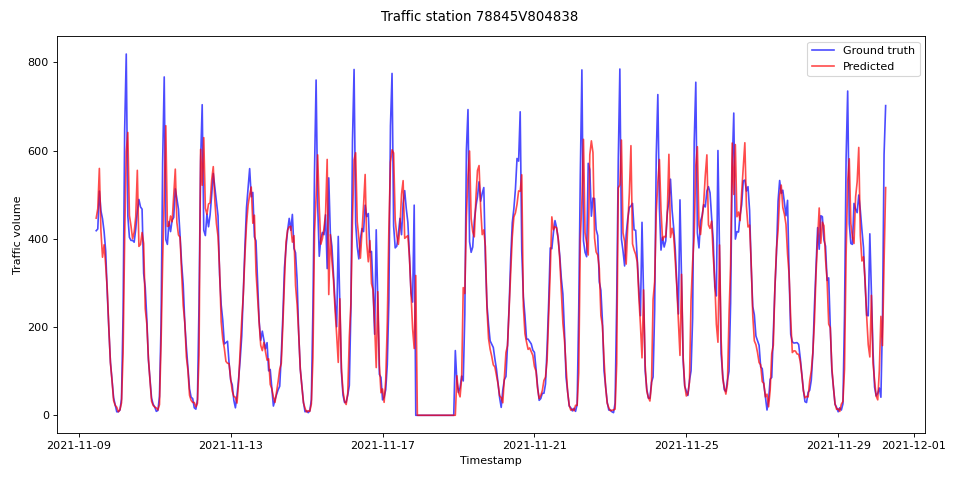 Traffic station 78845V804838
Ground truth
Predicted
Traffic volume
800
600
400
200
0
2021-11-09
2021-11-13
2021-11-17
2021-11-21
2021-11-25
2021-11-29
2021-12-01
Timestamp